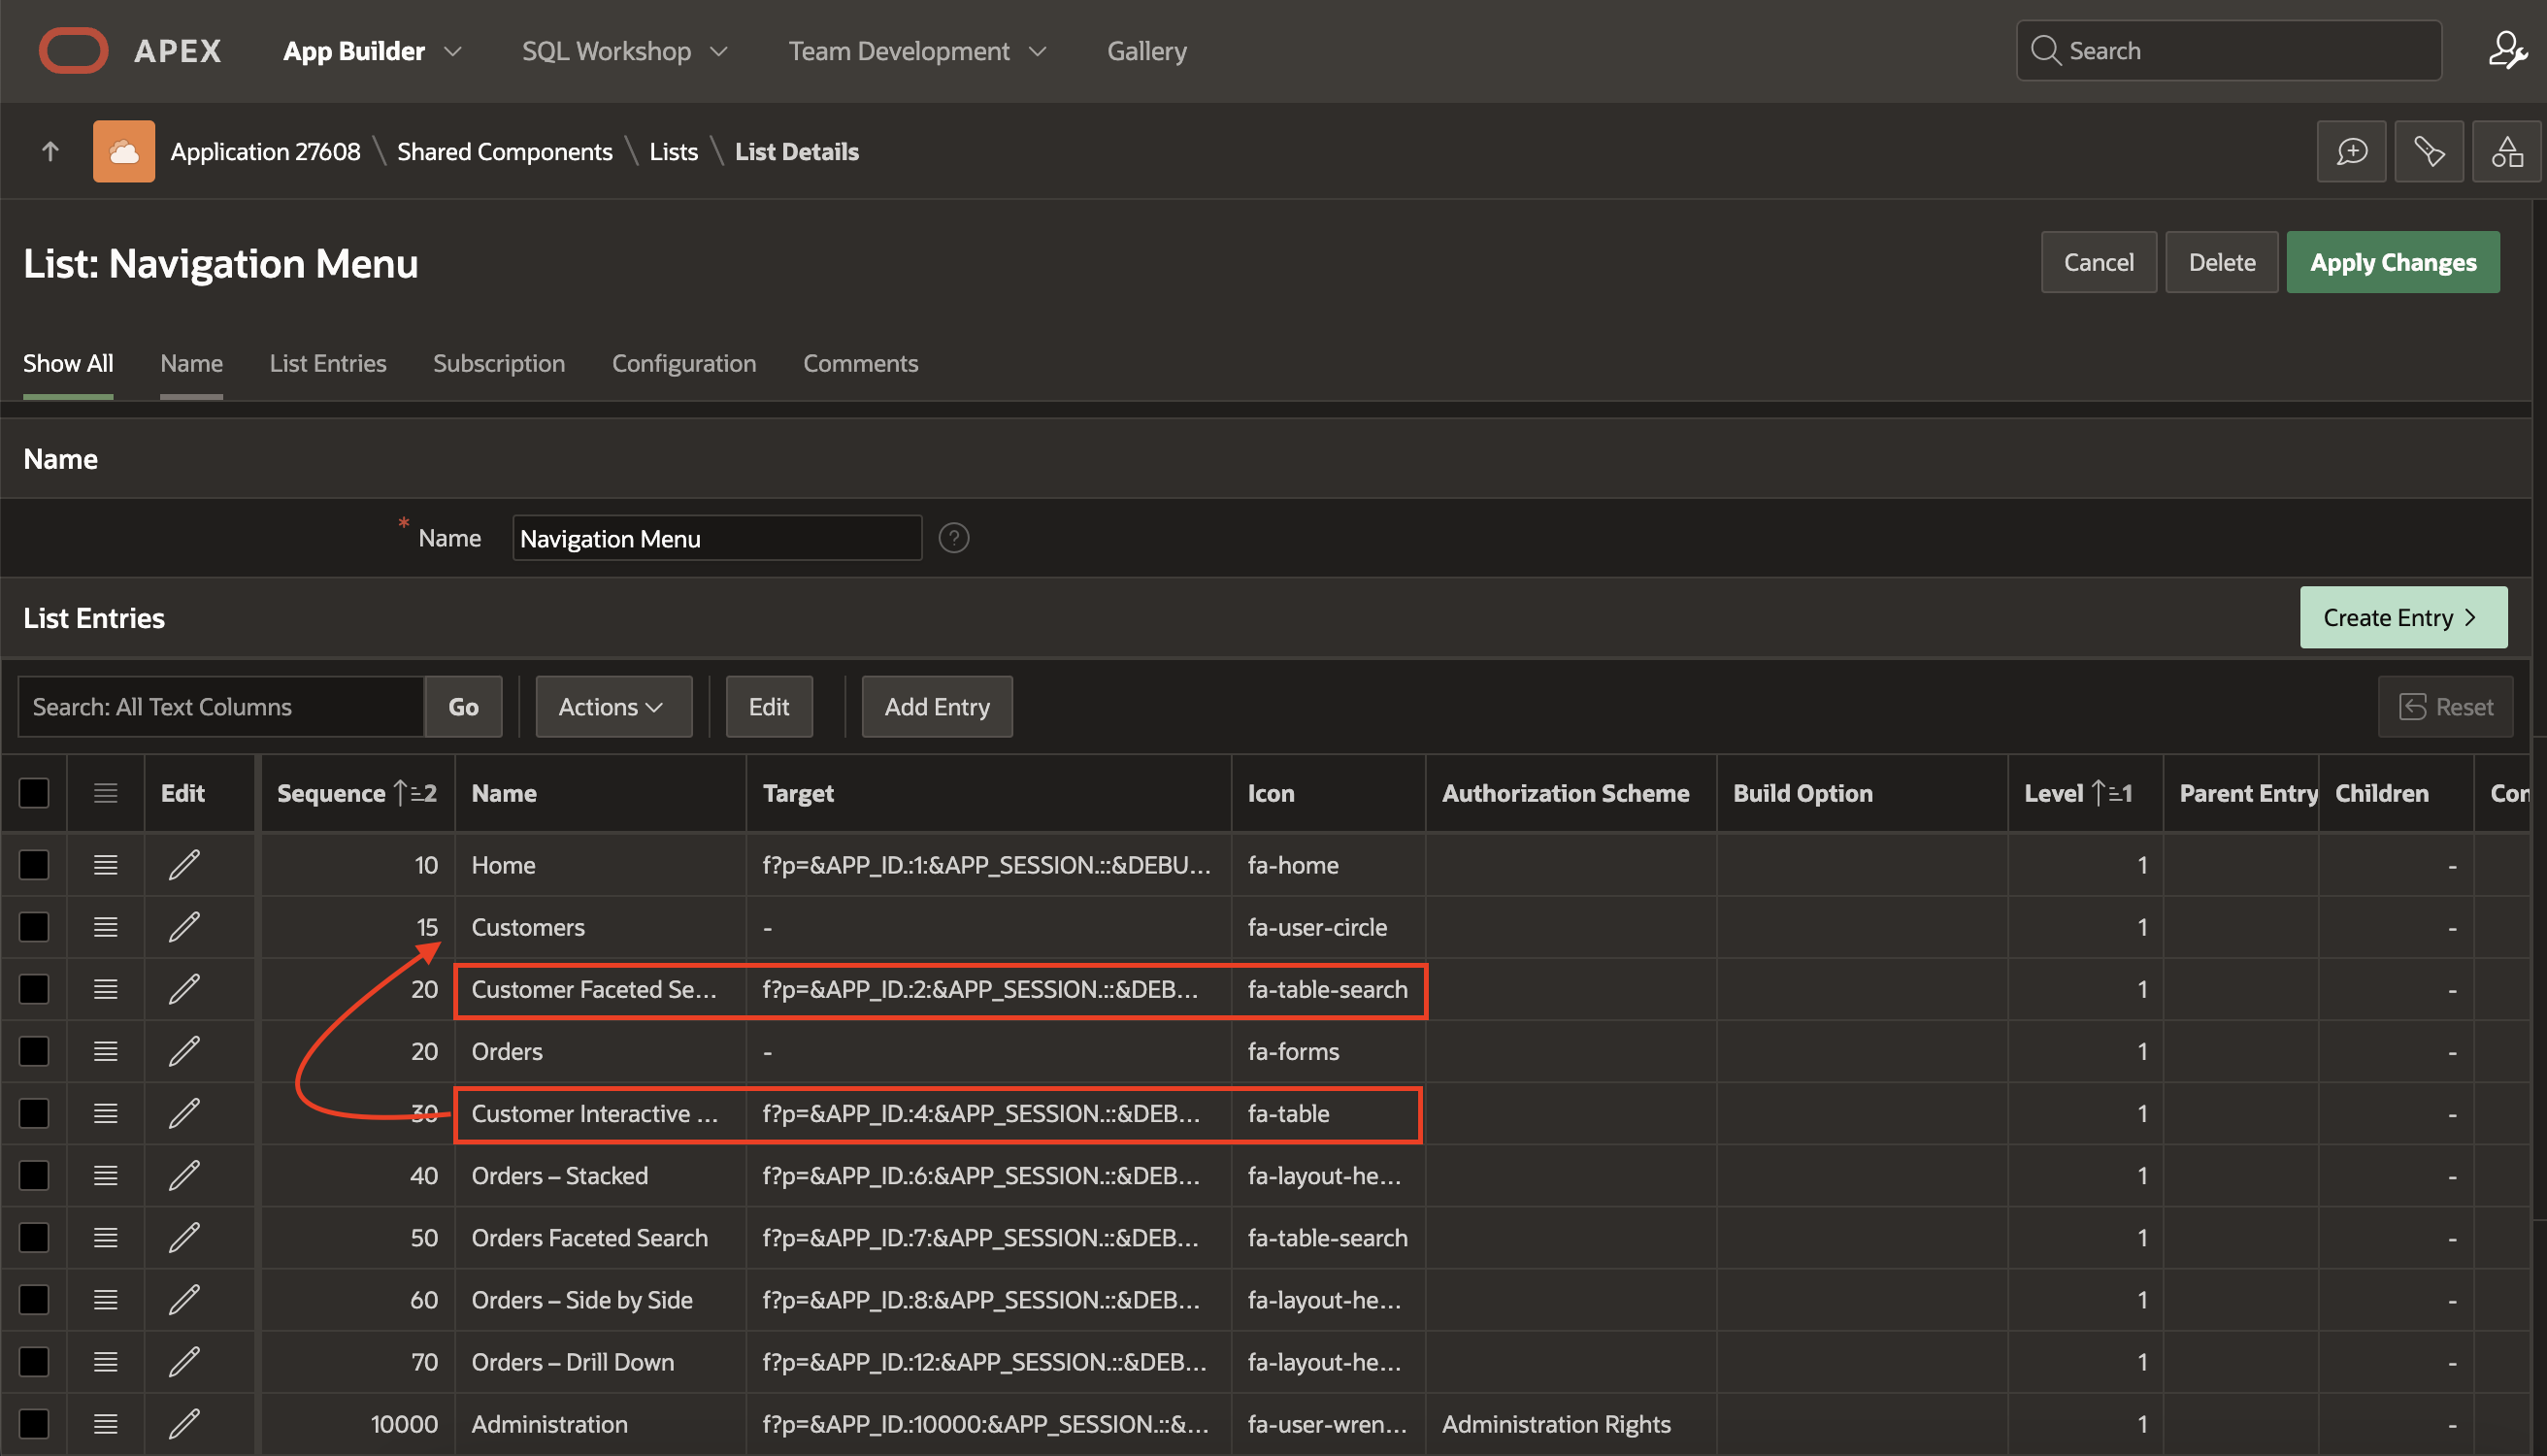 APEX App Builder SQL Workshop Team Development Gallery Search
Application 27608 \ Shared Components \ Lists \ List Details
List: Navigation Menu Cancel Delete Apply Changes
Show All Name List Entries Subscription Configuration Comments
Name
* Name Navigation Menu ?
List Entries Create Entry >
Search: All Text Columns Go Actions Edit Add Entry Reset
Edit Sequence 2 Name Target Icon Authorization Scheme Build Option Level 1 Parent Entry Children Con
10 Home f?p=&APP_ID.:1:&APP_SESSION.::&DEBU... fa-home 1 -
15 Customers - fa-user-circle 1 -
20 Customer Faceted Se... f?p=&APP_ID.:2:&APP_SESSION.::&DEB... fa-table-search 1 -
20 Orders - fa-forms 1 -
30 Customer Interactive ... f?p=&APP_ID.:4:&APP_SESSION.::&DEB... fa-table 1 -
40 Orders – Stacked f?p=&APP_ID.:6:&APP_SESSION.::&DEB... fa-layout-he... 1 -
50 Orders Faceted Search f?p=&APP_ID.:7:&APP_SESSION.::&DEB... fa-table-search 1 -
60 Orders – Side by Side f?p=&APP_ID.:8:&APP_SESSION.::&DEB... fa-layout-he... 1 -
70 Orders – Drill Down f?p=&APP_ID.:12:&APP_SESSION.::&DEB... fa-layout-he... 1 -
10000 Administration f?p=&APP_ID.:10000:&APP_SESSION.::&... fa-user-wren... Administration Rights 1 -